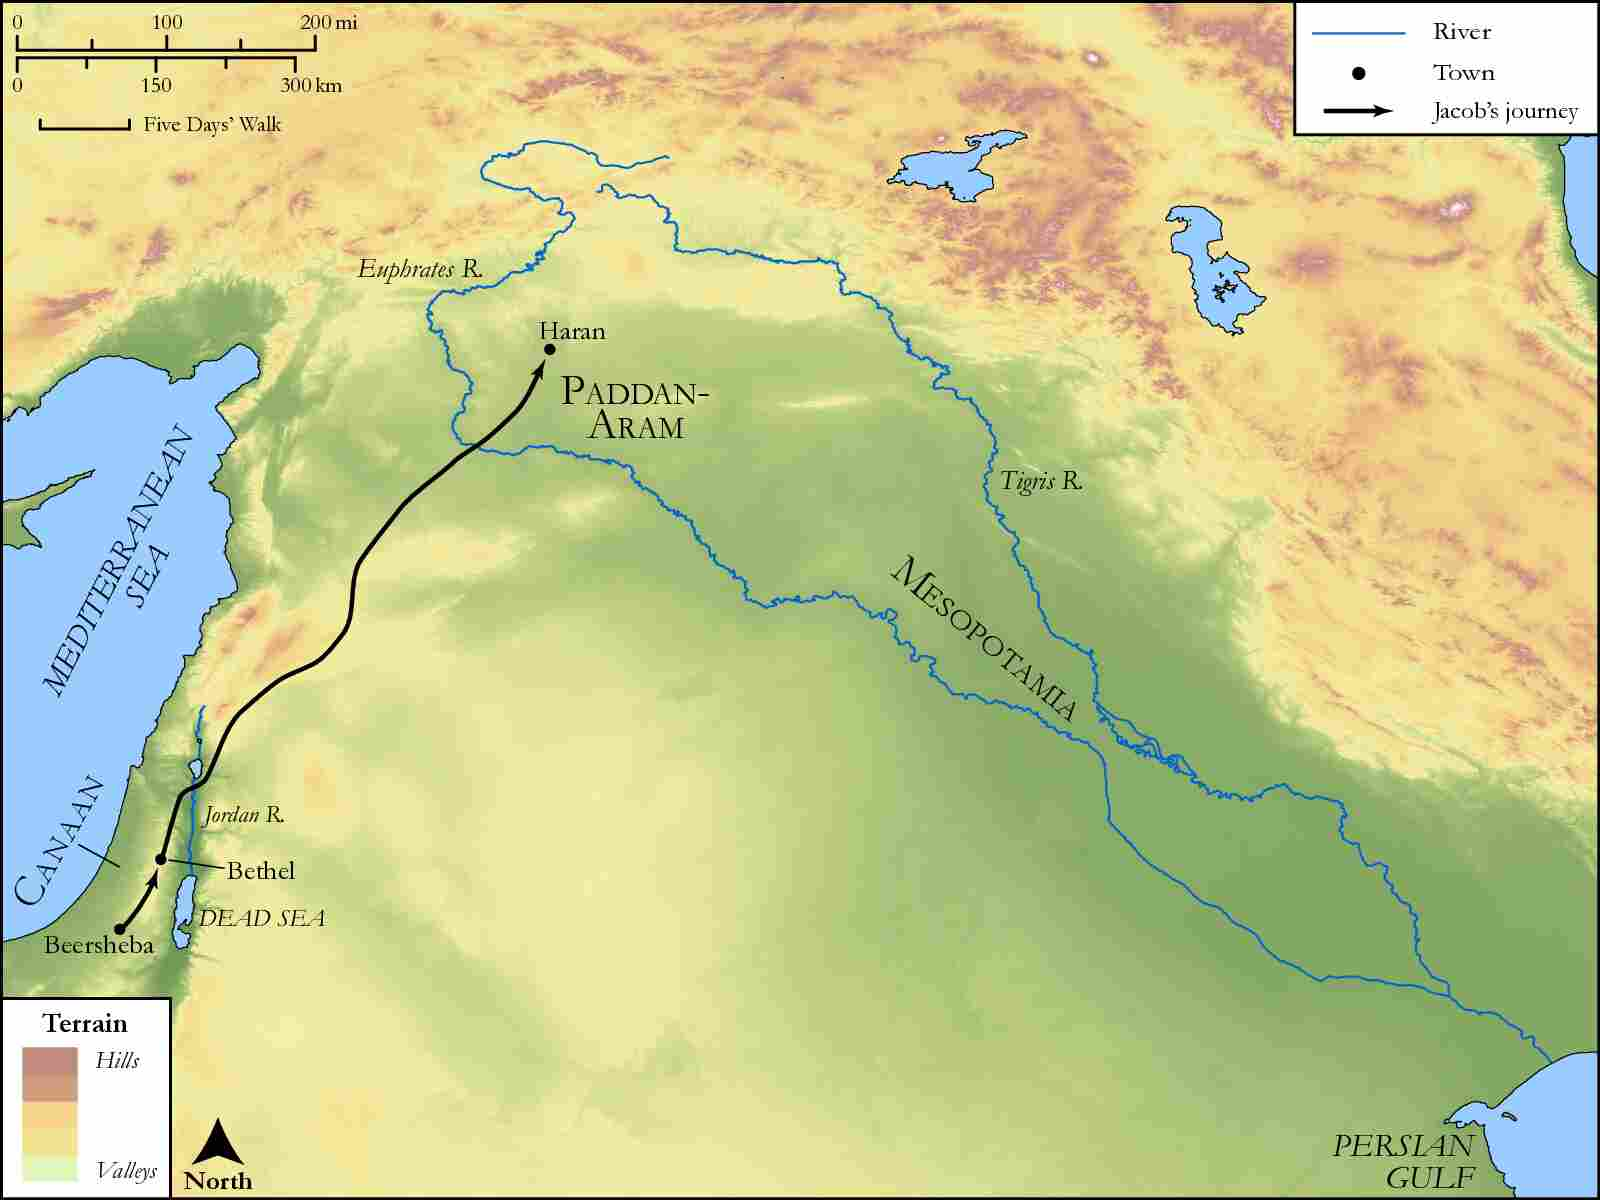 0 100 200 mi
0 150 300 km
Five Days' Walk
River
Town
Jacob's journey
Euphrates R.
Haran
PADDAN-
ARAM
Tigris R.
MEDITERRANEAN
SEA
MESOPOTAMIA
CANAAN
Jordan R.
Bethel
DEAD SEA
Beersheba
Terrain
Hills
Valleys
North
PERSIAN
GULF